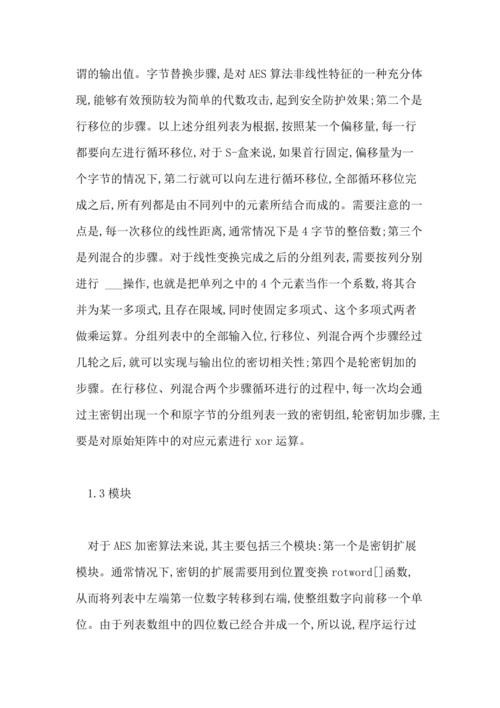 谓的输出值。字节替换步骤,是对 AES 算法非线性特征的一种充分体
现,能够有效预防较为简单的代数攻击,起到安全防护效果;第二个是
行移位的步骤。以上述分组列表为根据,按照某一个偏移量,每一行
都要向左进行循环移位,对于 S-盒来说,如果首行固定,偏移量为一
个字节的情况下,第二行就可以向左进行循环移位,全部循环移位完
成之后,所有列都是由不同列中的元素所结合而成的。需要注意的一
点是,每一次移位的线性距离,通常情况下是 4 字节的整倍数;第三个
是列混合的步骤。对于线性变换完成之后的分组列表,需要按列分别
进行 ___操作,也就是把单列之中的 4 个元素当作一个系数,将其合
并为某一多项式,且存在限域,同时使固定多项式、这个多项式两者
做乘运算。分组列表中的全部输入位,行移位、列混合两个步骤经过
几轮之后,就可以实现与输出位的密切相关性;第四个是轮密钥加的
步骤。在行移位、列混合两个步骤循环进行的过程中,每一次均会通
过主密钥出现一个和原字节的分组列表一致的密钥组,轮密钥加步骤,主
要是对原始矩阵中的对应元素进行 xor 运算。
1.3 模块
对于 AES 加密算法来说,其主要包括三个模块:第一个是密钥扩展
模块。通常情况下,密钥的扩展需要用到位置变换 rotword[]函数,
从而将列表中左端第一位数字转移到右端,使整组数字向前移一个单
位。由于列表数组中的四位数已经合并成一个,所以说,程序运行过